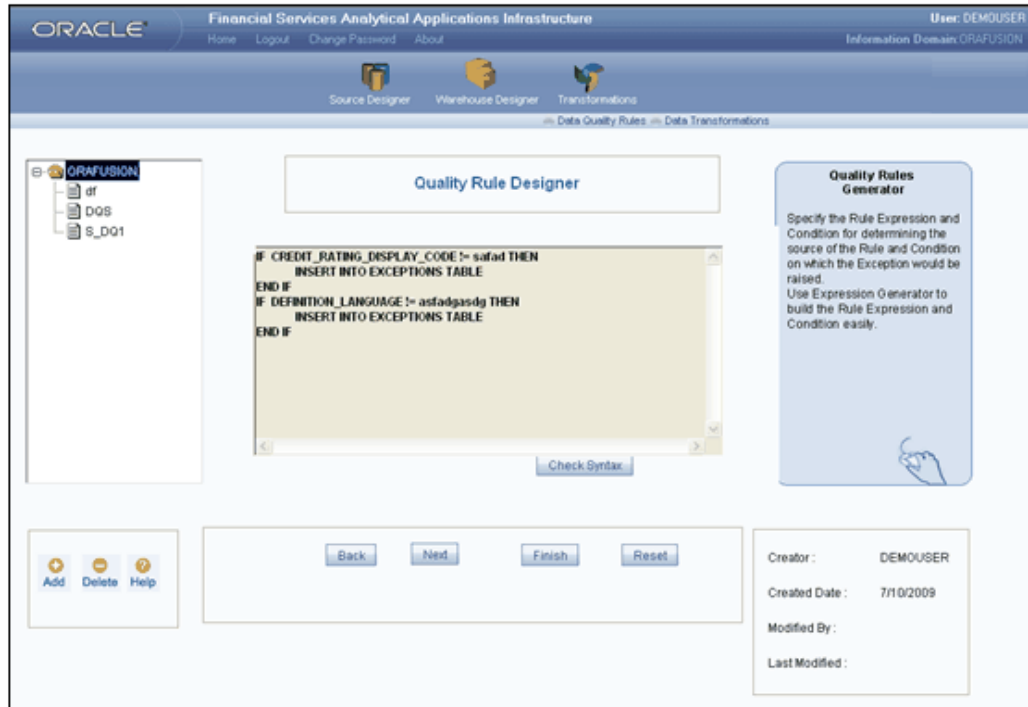 ORACLE
Financial Services Analytical Applications Infrastructure
User: DEMOUSER
Home Logout Change Password About
Information Domain:ORAFUSION
Source Designer Warehouse Designer Transformations
Data Quality Rules Data Transformations
ORAFUSION
df
DQS
S_DQ1
Quality Rule Designer
IF CREDIT_RATING_DISPLAY_CODE != safad THEN
INSERT INTO EXCEPTIONS TABLE
END IF
IF DEFINITION_LANGUAGE != asfadgasdg THEN
INSERT INTO EXCEPTIONS TABLE
END IF
Check Syntax
Quality Rules
Generator
Specify the Rule Expression and
Condition for determining the
source of the Rule and Condition
on which the Exception would be
raised.
Use Expression Generator to
build the Rule Expression and
Condition easily.
Add Delete Help
Back Next Finish Reset
Creator : DEMOUSER
Created Date : 7/10/2009
Modified By :
Last Modified :